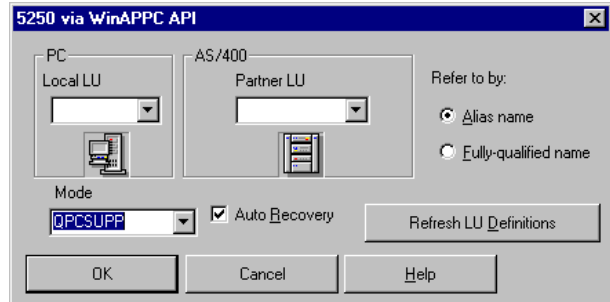 5250 via WinAPPC API
PC
AS/400
Local LU
Partner LU
Refer to by:
Alias name
Fully-qualified name
Mode
QPCSUPP
Auto Recovery
Refresh LU Definitions
OK
Cancel
Help